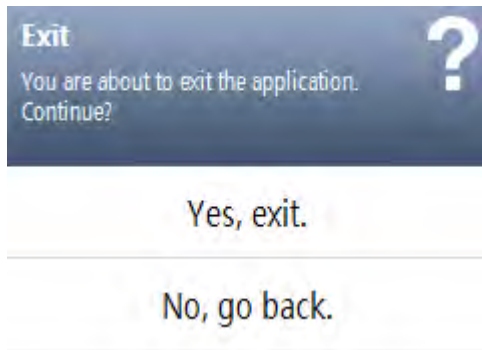 Exit
You are about to exit the application.
Continue?
?
Yes, exit.
No, go back.